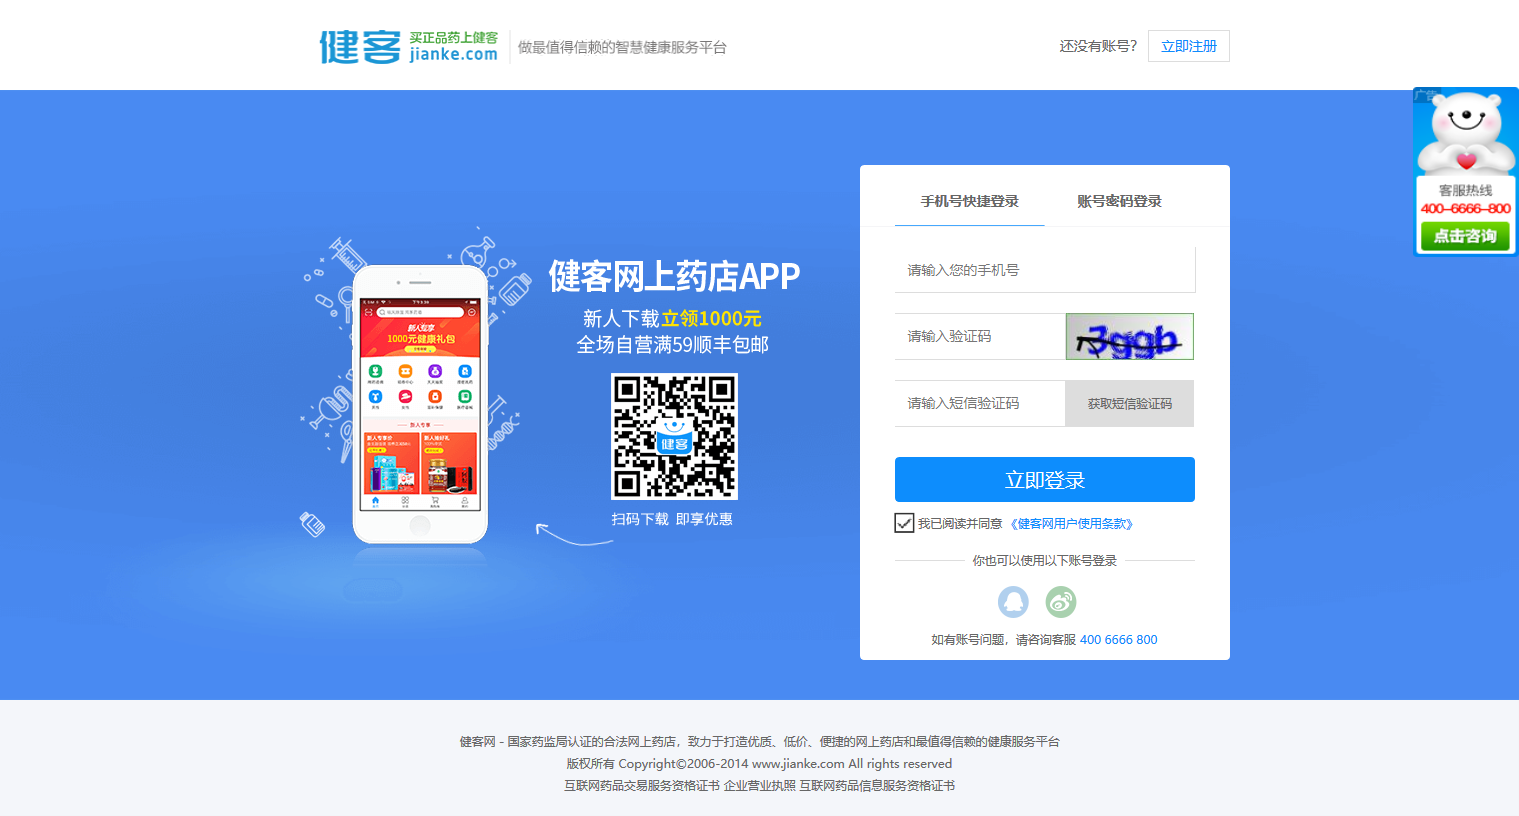 健客 买正品药上健客
jianke.com
做最值得信赖的智慧健康服务平台
还没有账号？ 立即注册
广告
客服热线
400-6666-800
点击咨询
手机号快捷登录 账号密码登录
请输入您的手机号
请输入验证码
请输入短信验证码 获取短信验证码
立即登录
我已阅读并同意 《健客网用户使用条款》
你也可以使用以下账号登录
如有账号问题，请咨询客服 400 6666 800
健客网上药店APP
新人下载立领1000元
全场自营满59顺丰包邮
健客
扫码下载 即享优惠
新人专享
1000元健康礼包
新人专享
新人专享价
健客网 - 国家药监局认证的合法网上药店，致力于打造优质、低价、便捷的网上药店和最值得信赖的健康服务平台
版权所有 Copyright©2006-2014 www.jianke.com All rights reserved
互联网药品交易服务资格证书 企业营业执照 互联网药品信息服务资格证书